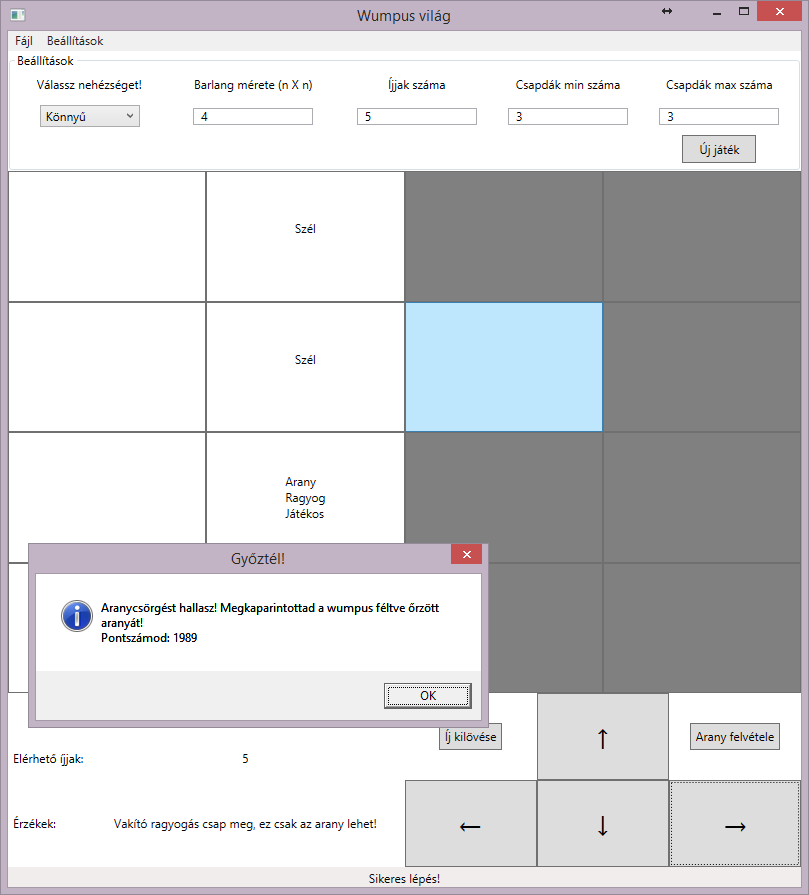 Wumpus világ
Fájl Beállítások
Beállítások
Válassz nehézséget! Barlang mérete (n X n) Íjjak száma Csapdák min száma Csapdák max száma
Könnyű 4 5 3 3
Új játék
Szél
Szél
Arany
Ragyog
Játékos
Győztél!
Aranycsörgést hallasz! Megkaparintottad a wumpus féltve őrzött
aranyát!
Pontszámod: 1989
OK
Íj kilövése ↑ Arany felvétele
Elérhető íjjak: 5
Érzékek: Vakító ragyogás csap meg, ez csak az arany lehet! ← ↓ →
Sikeres lépés!